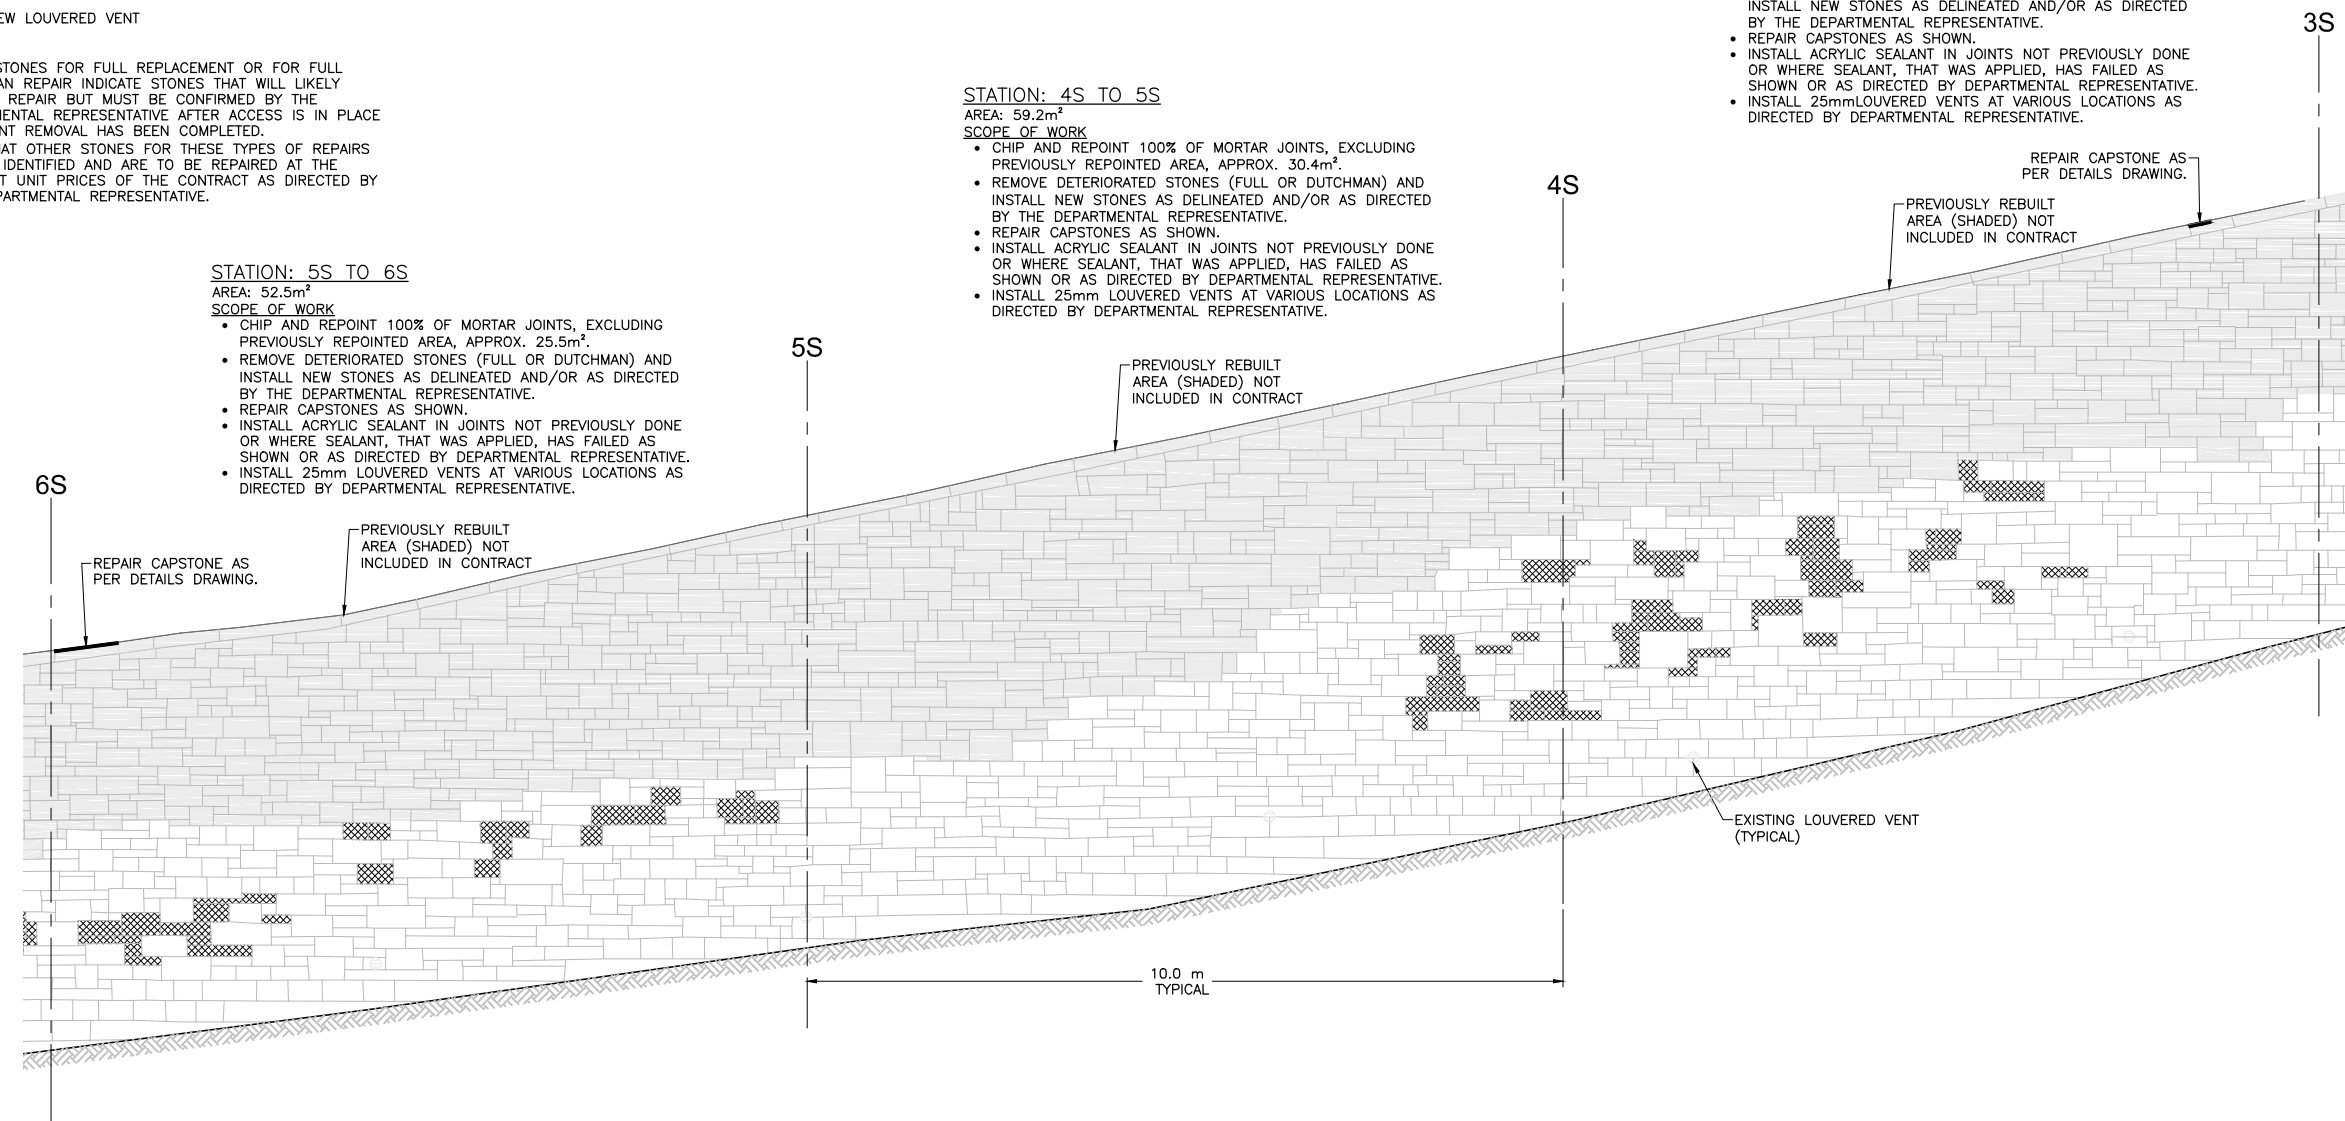 EW LOUVERED VENT
STONES FOR FULL REPLACEMENT OR FOR FULL
AN REPAIR INDICATE STONES THAT WILL LIKELY
REPAIR BUT MUST BE CONFIRMED BY THE
MENTAL REPRESENTATIVE AFTER ACCESS IS IN PLACE
NT REMOVAL HAS BEEN COMPLETED.
HAT OTHER STONES FOR THESE TYPES OF REPAIRS
IDENTIFIED AND ARE TO BE REPAIRED AT THE
T UNIT PRICES OF THE CONTRACT AS DIRECTED BY
PARTMENTAL REPRESENTATIVE.
STATION: 5S TO 6S
AREA: 52.5m²
SCOPE OF WORK
• CHIP AND REPOINT 100% OF MORTAR JOINTS, EXCLUDING
PREVIOUSLY REPOINTED AREA, APPROX. 25.5m².
• REMOVE DETERIORATED STONES (FULL OR DUTCHMAN) AND
INSTALL NEW STONES AS DELINEATED AND/OR AS DIRECTED
BY THE DEPARTMENTAL REPRESENTATIVE.
• REPAIR CAPSTONES AS SHOWN.
• INSTALL ACRYLIC SEALANT IN JOINTS NOT PREVIOUSLY DONE
OR WHERE SEALANT, THAT WAS APPLIED, HAS FAILED AS
SHOWN OR AS DIRECTED BY DEPARTMENTAL REPRESENTATIVE.
• INSTALL 25mm LOUVERED VENTS AT VARIOUS LOCATIONS AS
DIRECTED BY DEPARTMENTAL REPRESENTATIVE.
6S
REPAIR CAPSTONE AS
PER DETAILS DRAWING.
PREVIOUSLY REBUILT
AREA (SHADED) NOT
INCLUDED IN CONTRACT
5S
STATION: 4S TO 5S
AREA: 59.2m²
SCOPE OF WORK
• CHIP AND REPOINT 100% OF MORTAR JOINTS, EXCLUDING
PREVIOUSLY REPOINTED AREA, APPROX. 30.4m².
• REMOVE DETERIORATED STONES (FULL OR DUTCHMAN) AND
INSTALL NEW STONES AS DELINEATED AND/OR AS DIRECTED
BY THE DEPARTMENTAL REPRESENTATIVE.
• REPAIR CAPSTONES AS SHOWN.
• INSTALL ACRYLIC SEALANT IN JOINTS NOT PREVIOUSLY DONE
OR WHERE SEALANT, THAT WAS APPLIED, HAS FAILED AS
SHOWN OR AS DIRECTED BY DEPARTMENTAL REPRESENTATIVE.
• INSTALL 25mm LOUVERED VENTS AT VARIOUS LOCATIONS AS
DIRECTED BY DEPARTMENTAL REPRESENTATIVE.
PREVIOUSLY REBUILT
AREA (SHADED) NOT
INCLUDED IN CONTRACT
4S
INSTALL NEW STONES AS DELINEATED AND/OR AS DIRECTED
BY THE DEPARTMENTAL REPRESENTATIVE.
• REPAIR CAPSTONES AS SHOWN.
• INSTALL ACRYLIC SEALANT IN JOINTS NOT PREVIOUSLY DONE
OR WHERE SEALANT, THAT WAS APPLIED, HAS FAILED AS
SHOWN OR AS DIRECTED BY DEPARTMENTAL REPRESENTATIVE.
• INSTALL 25mmLOUVERED VENTS AT VARIOUS LOCATIONS AS
DIRECTED BY DEPARTMENTAL REPRESENTATIVE.
3S
REPAIR CAPSTONE AS
PER DETAILS DRAWING.
PREVIOUSLY REBUILT
AREA (SHADED) NOT
INCLUDED IN CONTRACT
EXISTING LOUVERED VENT
(TYPICAL)
10.0 m
TYPICAL